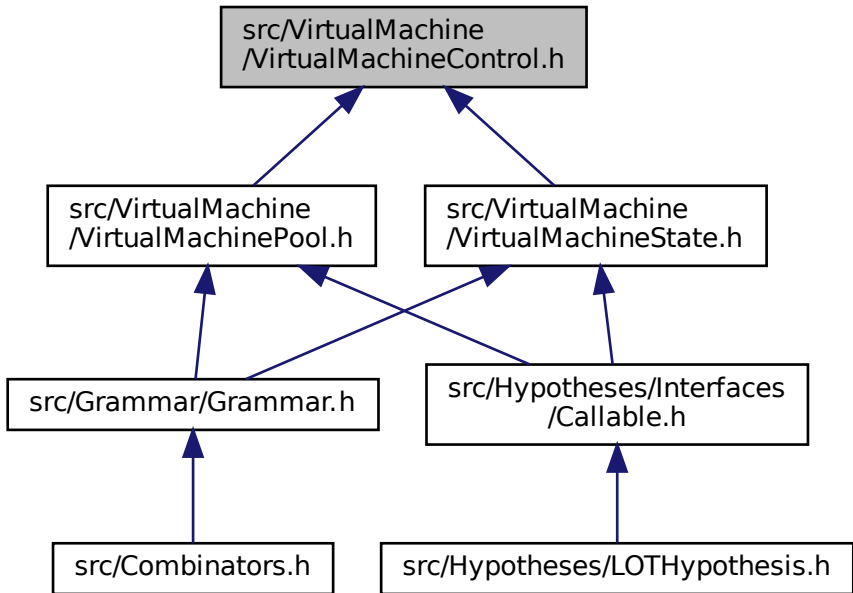 src/VirtualMachine
/VirtualMachineControl.h
src/VirtualMachine
/VirtualMachinePool.h
src/VirtualMachine
/VirtualMachineState.h
src/Grammar/Grammar.h
src/Hypotheses/Interfaces
/Callable.h
src/Combinators.h
src/Hypotheses/LOTHypothesis.h